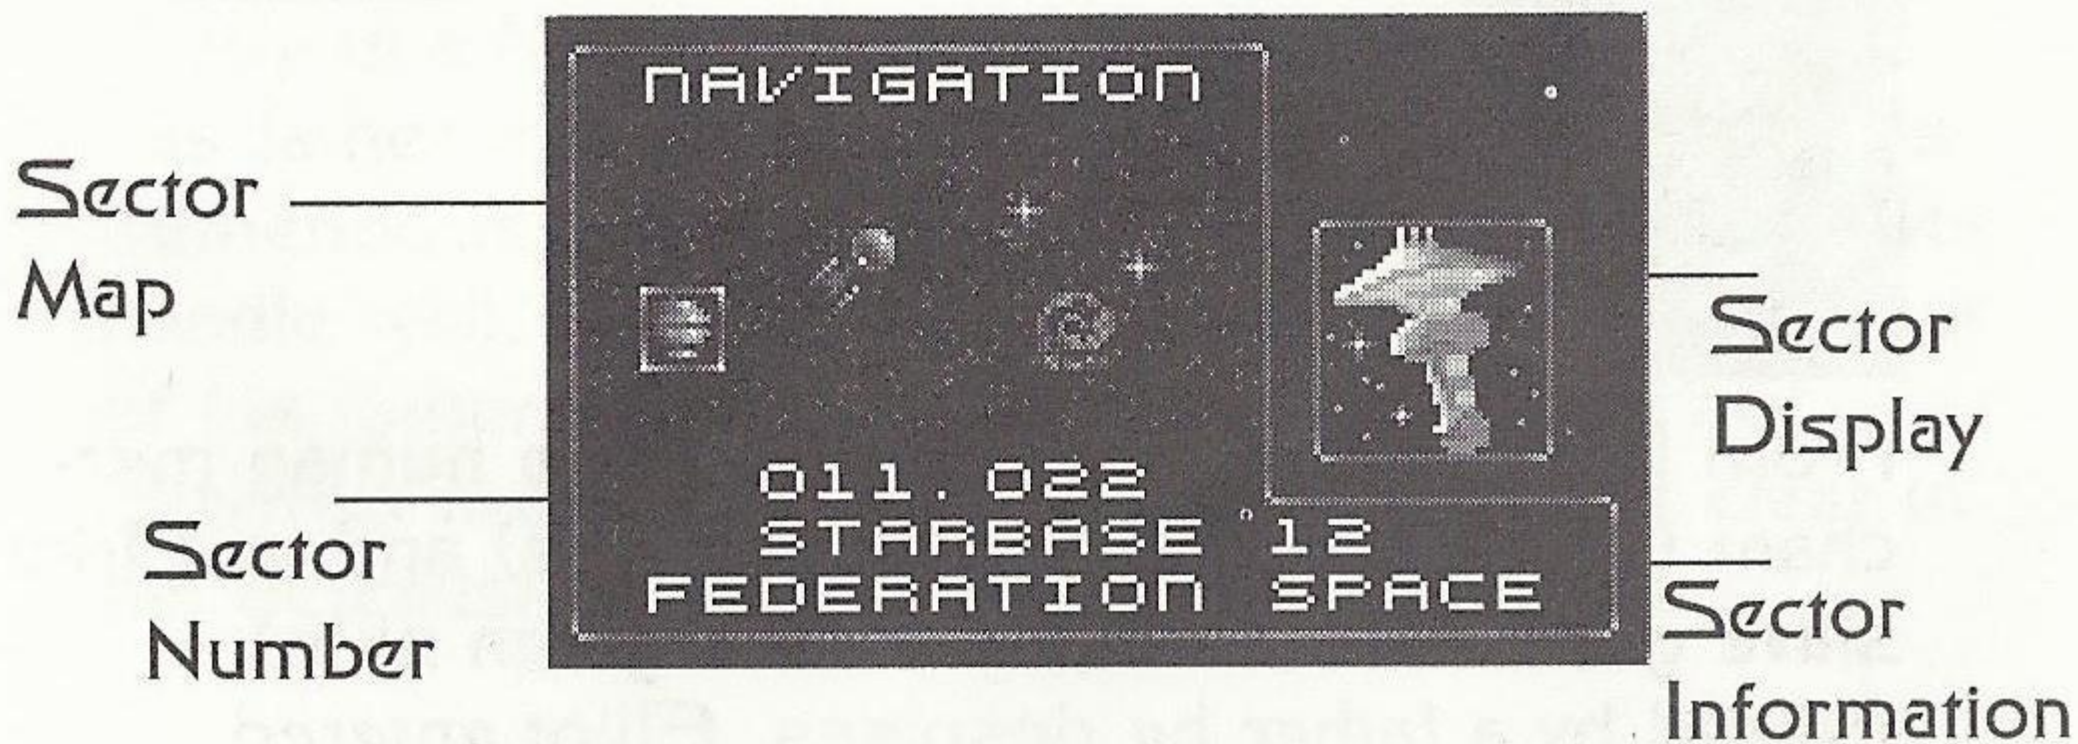 NAVIGATION
Sector
Map
011.022
STARBASE 12
FEDERATION SPACE
Sector
Number
Sector
Display
Sector
Information